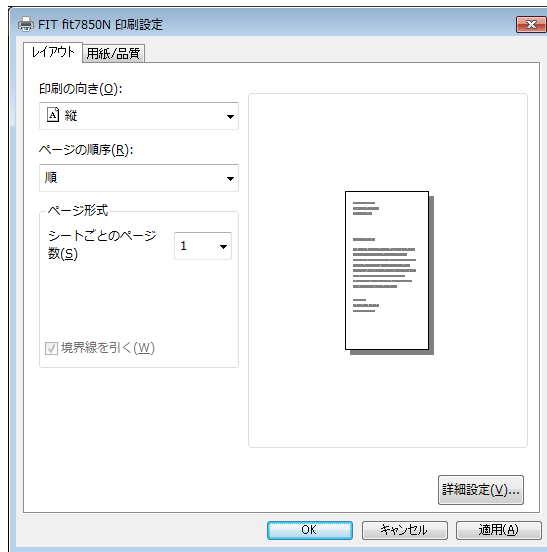 FIT fit7850N 印刷設定
レイアウト 用紙/品質
印刷の向き(O):
A 縦
ページの順序(R):
順
ページ形式
シートごとのページ
数(S)
1
境界線を引く(W)
詳細設定(V)...
OK キャンセル 適用(A)